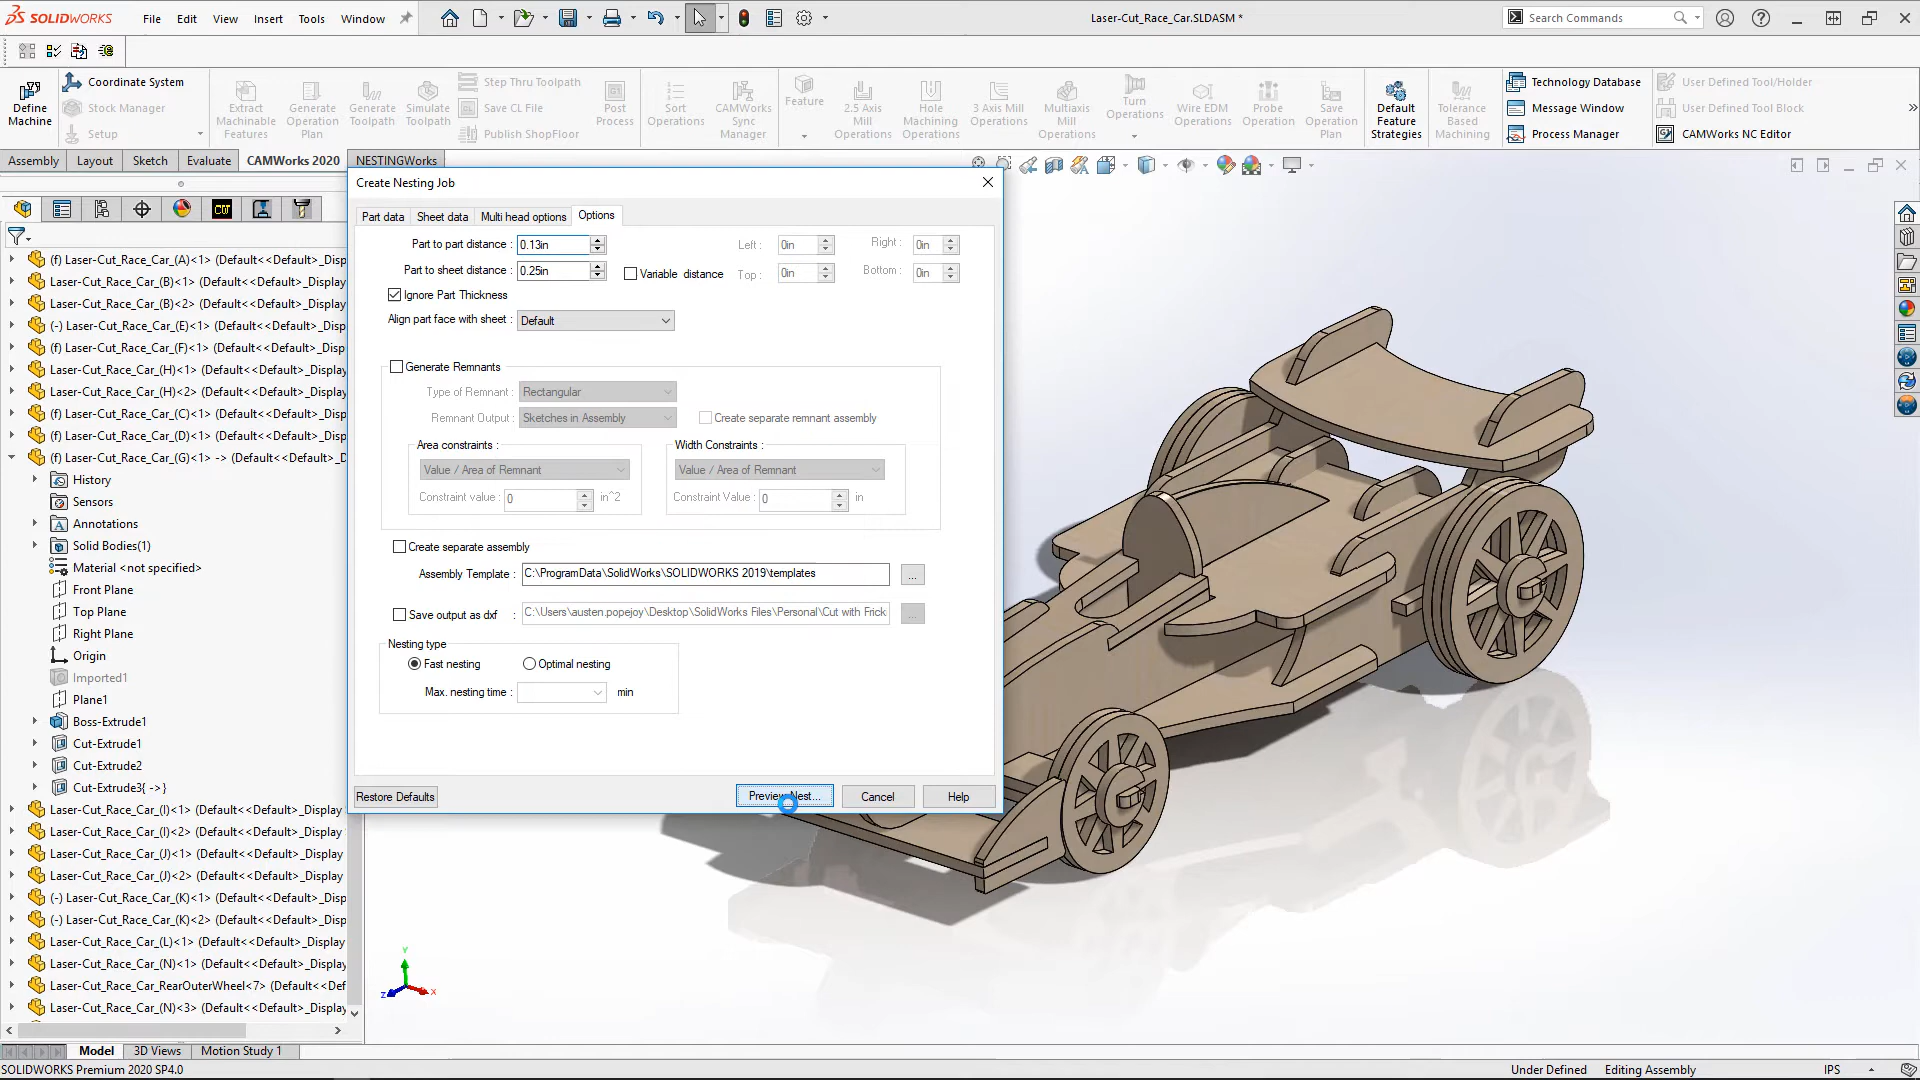 SOLIDWORKS File Edit View Insert Tools Window Laser-Cut_Race_Car.SLDASM * Search Commands
Define Machine
Coordinate System
Stock Manager
Setup
Extract Machinable Features
Generate Operation Plan
Generate Toolpath
Simulate Toolpath
Step Thru Toolpath
Save CL File
Publish ShopFloor
Post Process
Sort Operations
CAMWorks Sync Manager
Feature
2.5 Axis Mill Operations
Hole Machining Operations
3 Axis Mill Operations
Multiaxis Mill Operations
Turn Operations
Wire EDM Operations
Probe Operations
Save Operation Plan
Default Feature Strategies
Tolerance Based Machining
Technology Database
Message Window
Process Manager
User Defined Tool/Holder
User Defined Tool Block
CAMWorks NC Editor
Assembly Layout Sketch Evaluate CAMWorks 2020 NESTINGWorks
(f) Laser-Cut_Race_Car_(A)<1> (Default<<Default>_Display
Laser-Cut_Race_Car_(B)<1> (Default<<Default>_Display
Laser-Cut_Race_Car_(B)<2> (Default<<Default>_Display
(-) Laser-Cut_Race_Car_(E)<1> (Default<<Default>_Disp
(f) Laser-Cut_Race_Car_(F)<1> (Default<<Default>_Disp
Laser-Cut_Race_Car_(H)<1> (Default<<Default>_Display
Laser-Cut_Race_Car_(H)<2> (Default<<Default>_Display
(f) Laser-Cut_Race_Car_(C)<1> (Default<<Default>_Disp
(f) Laser-Cut_Race_Car_(D)<1> (Default<<Default>_Disp
(f) Laser-Cut_Race_Car_(G)<1> -> (Default<<Default>_D
History
Sensors
Annotations
Solid Bodies(1)
Material <not specified>
Front Plane
Top Plane
Right Plane
Origin
Imported1
Plane1
Boss-Extrude1
Cut-Extrude1
Cut-Extrude2
Cut-Extrude3{ ->}
Laser-Cut_Race_Car_(I)<1> (Default<<Default>_Display
Laser-Cut_Race_Car_(I)<2> (Default<<Default>_Display
Laser-Cut_Race_Car_(J)<1> (Default<<Default>_Display
Laser-Cut_Race_Car_(J)<2> (Default<<Default>_Display
(-) Laser-Cut_Race_Car_(K)<1> (Default<<Default>_Disp
(-) Laser-Cut_Race_Car_(K)<2> (Default<<Default>_Disp
Laser-Cut_Race_Car_(L)<1> (Default<<Default>_Display
Laser-Cut_Race_Car_(N)<1> (Default<<Default>_Display
Laser-Cut_Race_Car_RearOuterWheel<7> (Default<<Def
Laser-Cut_Race_Car_(N)<3> (Default<<Default>_Display
Create Nesting Job
Part data Sheet data Multi head options Options
Part to part distance : 0.13in Left : 0in Right : 0in
Part to sheet distance : 0.25in Variable distance Top : 0in Bottom : 0in
Ignore Part Thickness
Align part face with sheet : Default
Generate Remnants
Type of Remnant : Rectangular
Remnant Output : Sketches in Assembly Create separate remnant assembly
Area constraints : Width Constraints :
Value / Area of Remnant Value / Area of Remnant
Constraint value : 0 in^2 Constraint Value : 0 in
Create separate assembly
Assembly Template : C:\ProgramData\SolidWorks\SOLIDWORKS 2019\templates ...
Save output as dxf : C:\Users\austen.popejoy\Desktop\SolidWorks Files\Personal\Cut with Frick ...
Nesting type
Fast nesting Optimal nesting
Max. nesting time : min
Restore Defaults Preview Nest... Cancel Help
Y
Z X
Model 3D Views Motion Study 1
SOLIDWORKS Premium 2020 SP4.0 Under Defined Editing Assembly IPS